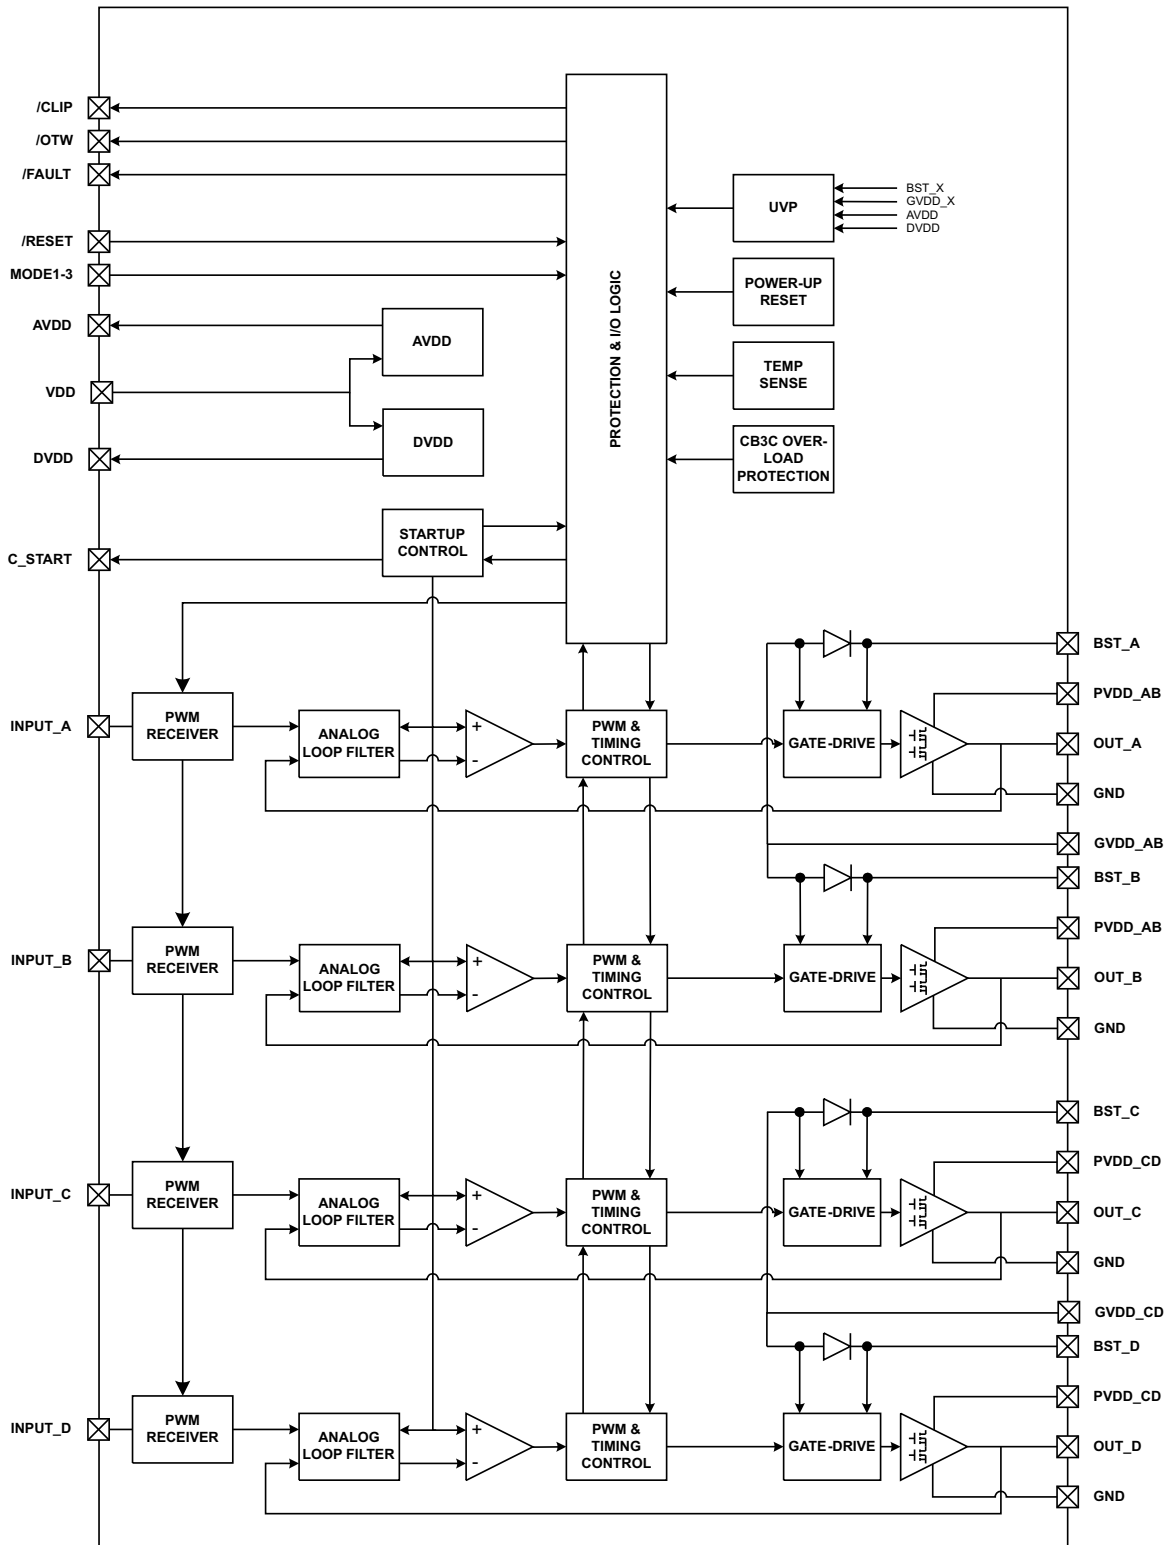 /CLIP
/OTW
/FAULT
/RESET
MODE1-3
AVDD
VDD
DVDD
C_START
AVDD
DVDD
STARTUP
CONTROL
PROTECTION & I/O LOGIC
UVP
BST_X
GVDD_X
AVDD
DVDD
POWER-UP
RESET
TEMP
SENSE
CB3C OVER-
LOAD
PROTECTION
INPUT_A
PWM
RECEIVER
ANALOG
LOOP FILTER
+
-
PWM &
TIMING
CONTROL
GATE-DRIVE
BST_A
PVDD_AB
OUT_A
GND
GVDD_AB
INPUT_B
PWM
RECEIVER
ANALOG
LOOP FILTER
+
-
PWM &
TIMING
CONTROL
GATE-DRIVE
BST_B
PVDD_AB
OUT_B
GND
INPUT_C
PWM
RECEIVER
ANALOG
LOOP FILTER
+
-
PWM &
TIMING
CONTROL
GATE-DRIVE
BST_C
PVDD_CD
OUT_C
GND
GVDD_CD
INPUT_D
PWM
RECEIVER
ANALOG
LOOP FILTER
+
-
PWM &
TIMING
CONTROL
GATE-DRIVE
BST_D
PVDD_CD
OUT_D
GND